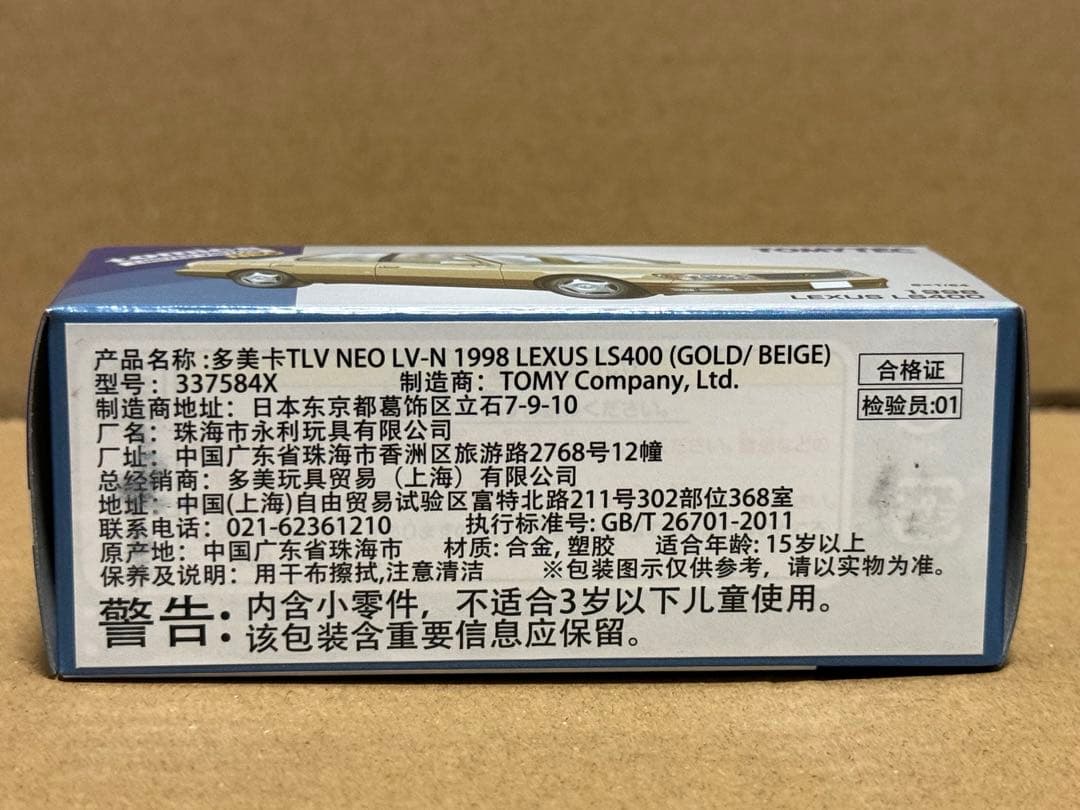 TOMYTEC
S=1/64
1998
LEXUS LS400
产品名称:多美卡TLV NEO LV-N 1998 LEXUS LS400 (GOLD/ BEIGE)
型号：337584X 制造商：TOMY Company, Ltd.
合格证
检验员:01
制造商地址：日本东京都葛饰区立石7-9-10
厂名：珠海市永利玩具有限公司
厂址：中国广东省珠海市香洲区旅游路2768号12幢
总经销商：多美玩具贸易（上海）有限公司
地址：中国(上海)自由贸易试验区富特北路211号302部位368室
联系电话：021-62361210 执行标准号: GB/T 26701-2011
原产地：中国广东省珠海市 材质: 合金, 塑胶 适合年龄: 15岁以上
保养及说明：用干布擦拭,注意清洁 ※包装图示仅供参考，请以实物为准。
警告: 内含小零件，不适合3岁以下儿童使用。
该包装含重要信息应保留。